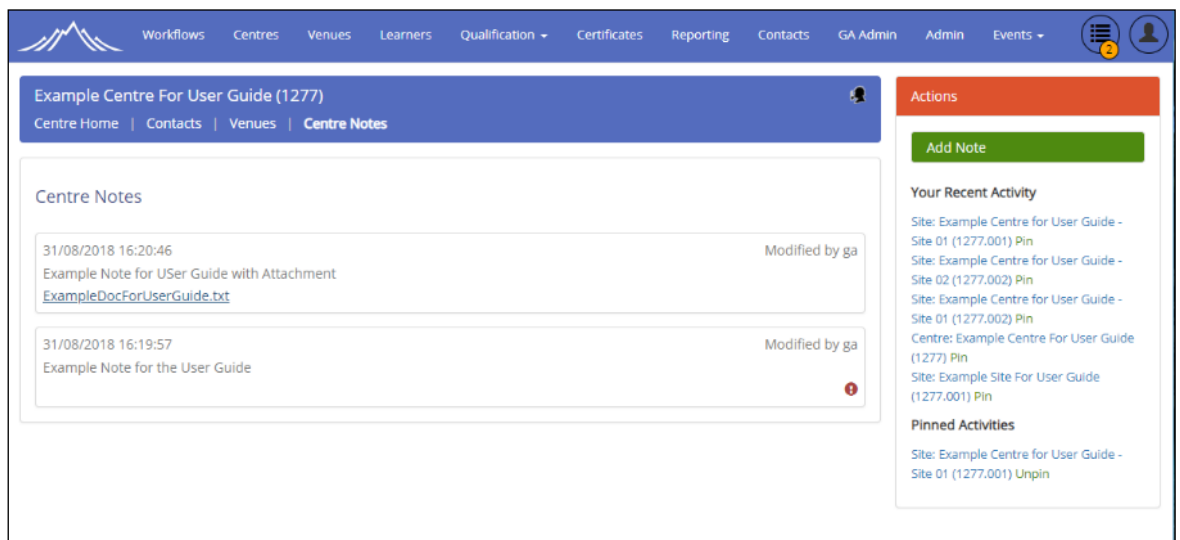 Workflows Centres Venues Learners Qualification Certificates Reporting Contacts GA Admin Admin Events
2
Example Centre For User Guide (1277)
Centre Home | Contacts | Venues | Centre Notes
Centre Notes
31/08/2018 16:20:46 Modified by ga
Example Note for USer Guide with Attachment
ExampleDocForUserGuide.txt
31/08/2018 16:19:57 Modified by ga
Example Note for the User Guide
Actions
Add Note
Your Recent Activity
Site: Example Centre for User Guide -
Site 01 (1277.001) Pin
Site: Example Centre for User Guide -
Site 02 (1277.002) Pin
Site: Example Centre for User Guide -
Site 01 (1277.002) Pin
Centre: Example Centre For User Guide
(1277) Pin
Site: Example Site For User Guide
(1277.001) Pin
Pinned Activities
Site: Example Centre for User Guide -
Site 01 (1277.001) Unpin